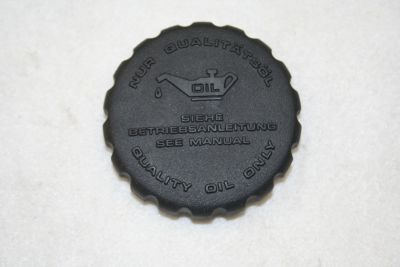 NUR QUALITÄTSÖL
OIL
SIEHE
BETRIEBSANLEITUNG
SEE MANUAL
QUALITY OIL ONLY